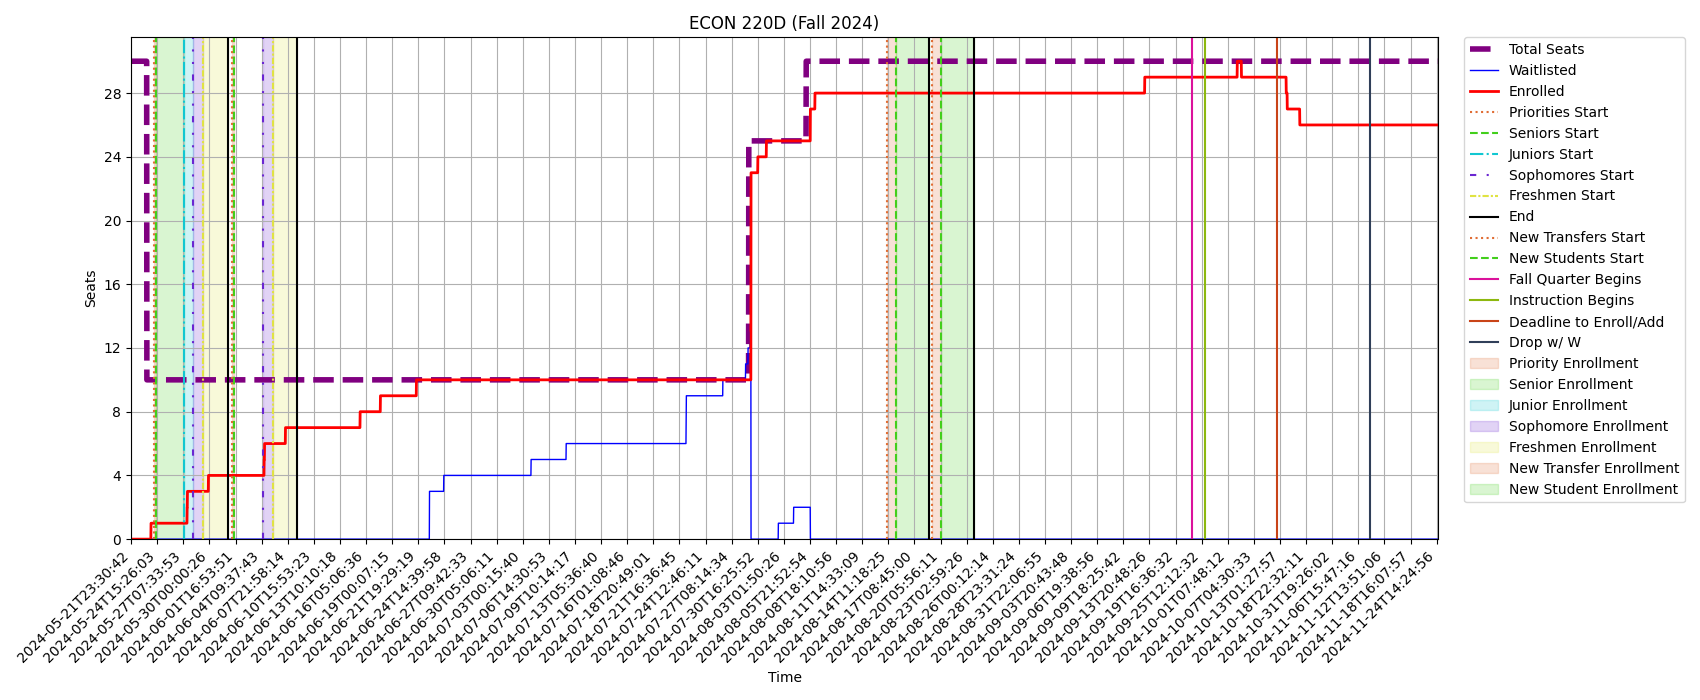 ECON 220D (Fall 2024)
Seats
28
24
20
16
12
8
4
0
2024-05-21T23:30:42
2024-05-24T15:26:03
2024-05-27T07:33:53
2024-05-30T00:00:26
2024-06-01T16:53:51
2024-06-04T09:37:43
2024-06-07T21:58:14
2024-06-10T15:53:23
2024-06-13T10:10:18
2024-06-16T05:06:36
2024-06-19T00:07:15
2024-06-21T19:29:19
2024-06-24T14:39:58
2024-06-27T09:42:33
2024-06-30T05:06:11
2024-07-03T00:15:40
2024-07-06T14:30:53
2024-07-09T10:14:17
2024-07-13T05:36:40
2024-07-16T01:08:46
2024-07-18T20:49:01
2024-07-21T16:36:45
2024-07-24T12:46:11
2024-07-27T08:14:34
2024-07-30T16:25:52
2024-08-03T01:50:26
2024-08-05T21:52:54
2024-08-08T18:10:56
2024-08-11T14:33:09
2024-08-14T11:18:25
2024-08-17T08:45:00
2024-08-20T05:56:11
2024-08-23T02:59:26
2024-08-26T00:12:14
2024-08-28T21:31:24
2024-08-31T22:06:55
2024-09-03T20:43:48
2024-09-06T19:38:56
2024-09-09T18:25:42
2024-09-13T20:48:26
2024-09-19T16:36:32
2024-09-25T12:12:32
2024-10-01T07:48:12
2024-10-07T04:30:33
2024-10-13T01:27:57
2024-10-18T22:32:11
2024-10-31T19:26:02
2024-11-06T15:47:16
2024-11-12T13:51:06
2024-11-18T16:07:57
2024-11-24T14:24:56
Time
Total Seats
Waitlisted
Enrolled
Priorities Start
Seniors Start
Juniors Start
Sophomores Start
Freshmen Start
End
New Transfers Start
New Students Start
Fall Quarter Begins
Instruction Begins
Deadline to Enroll/Add
Drop w/ W
Priority Enrollment
Senior Enrollment
Junior Enrollment
Sophomore Enrollment
Freshmen Enrollment
New Transfer Enrollment
New Student Enrollment